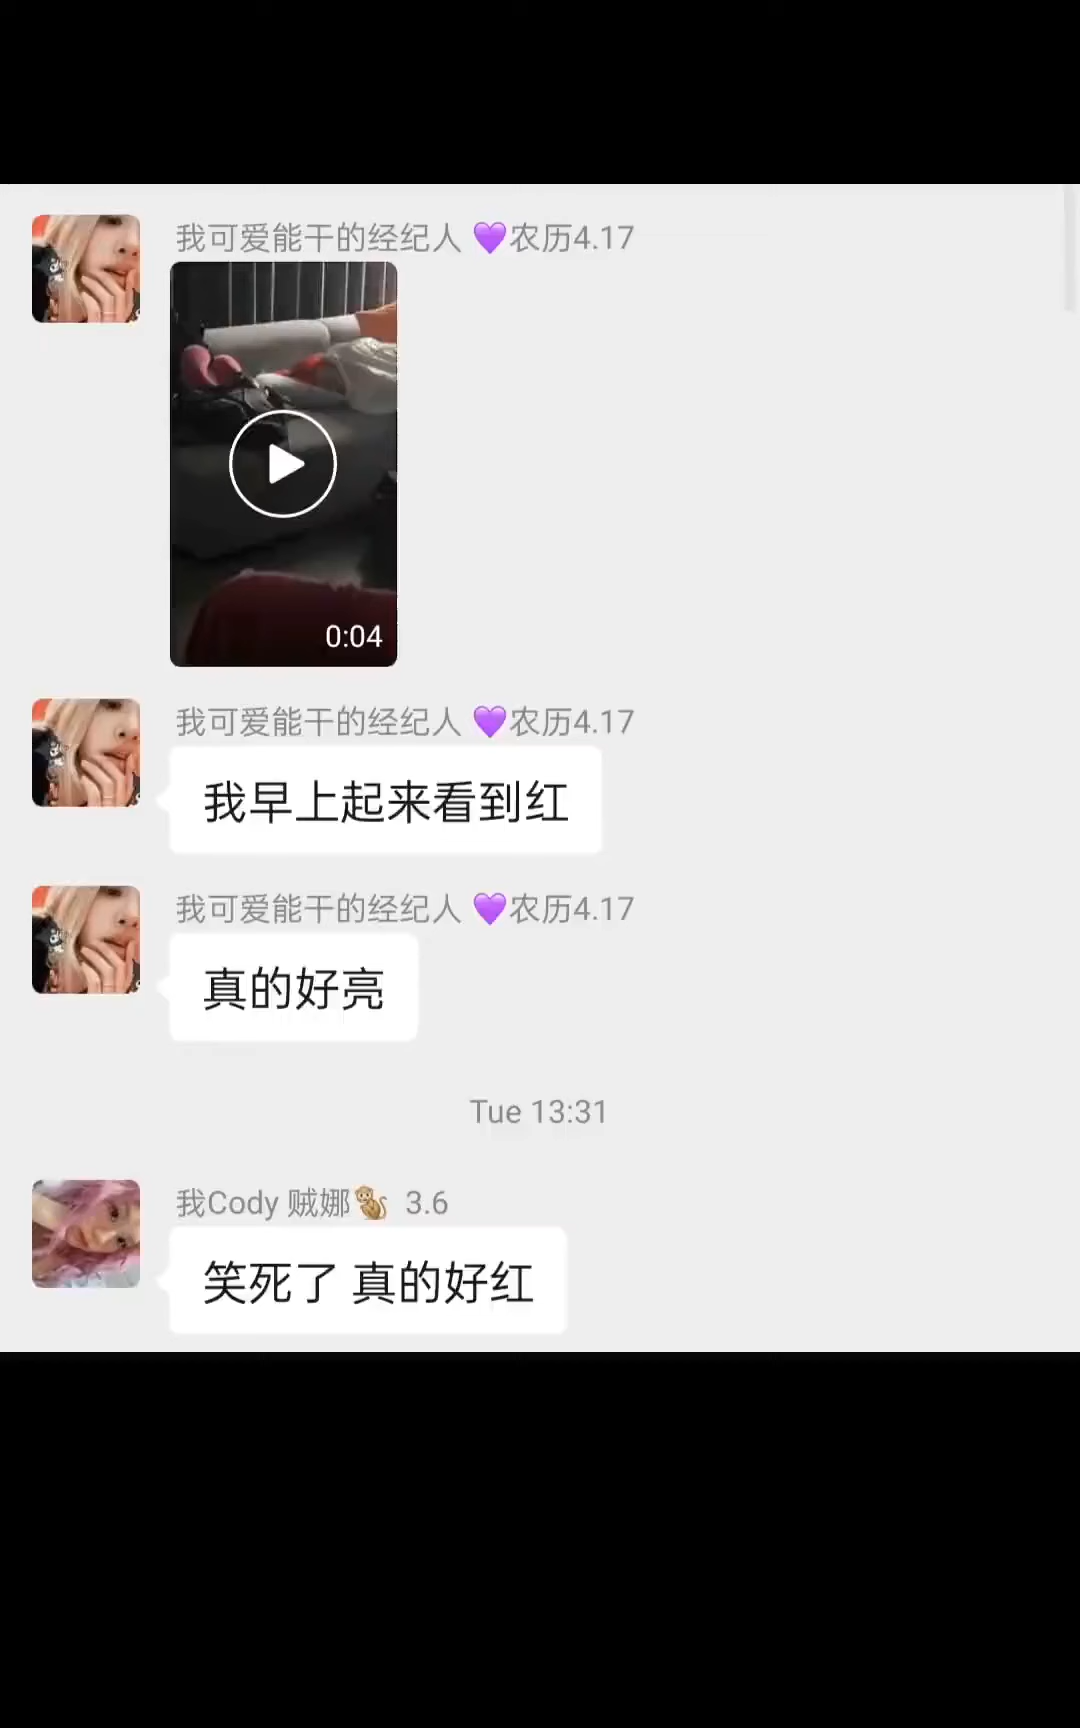 我可爱能干的经纪人 💜农历4.17
0:04
我可爱能干的经纪人 💜农历4.17
我早上起来看到红
我可爱能干的经纪人 💜农历4.17
真的好亮
Tue 13:31
我Cody 贼娜🐒 3.6
笑死了 真的好红